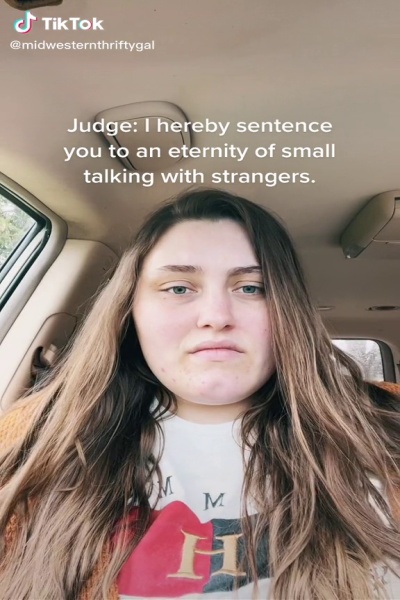 TikTok
@midwesternthriftygal
Judge: I hereby sentence
you to an eternity of small
talking with strangers.
M M
H